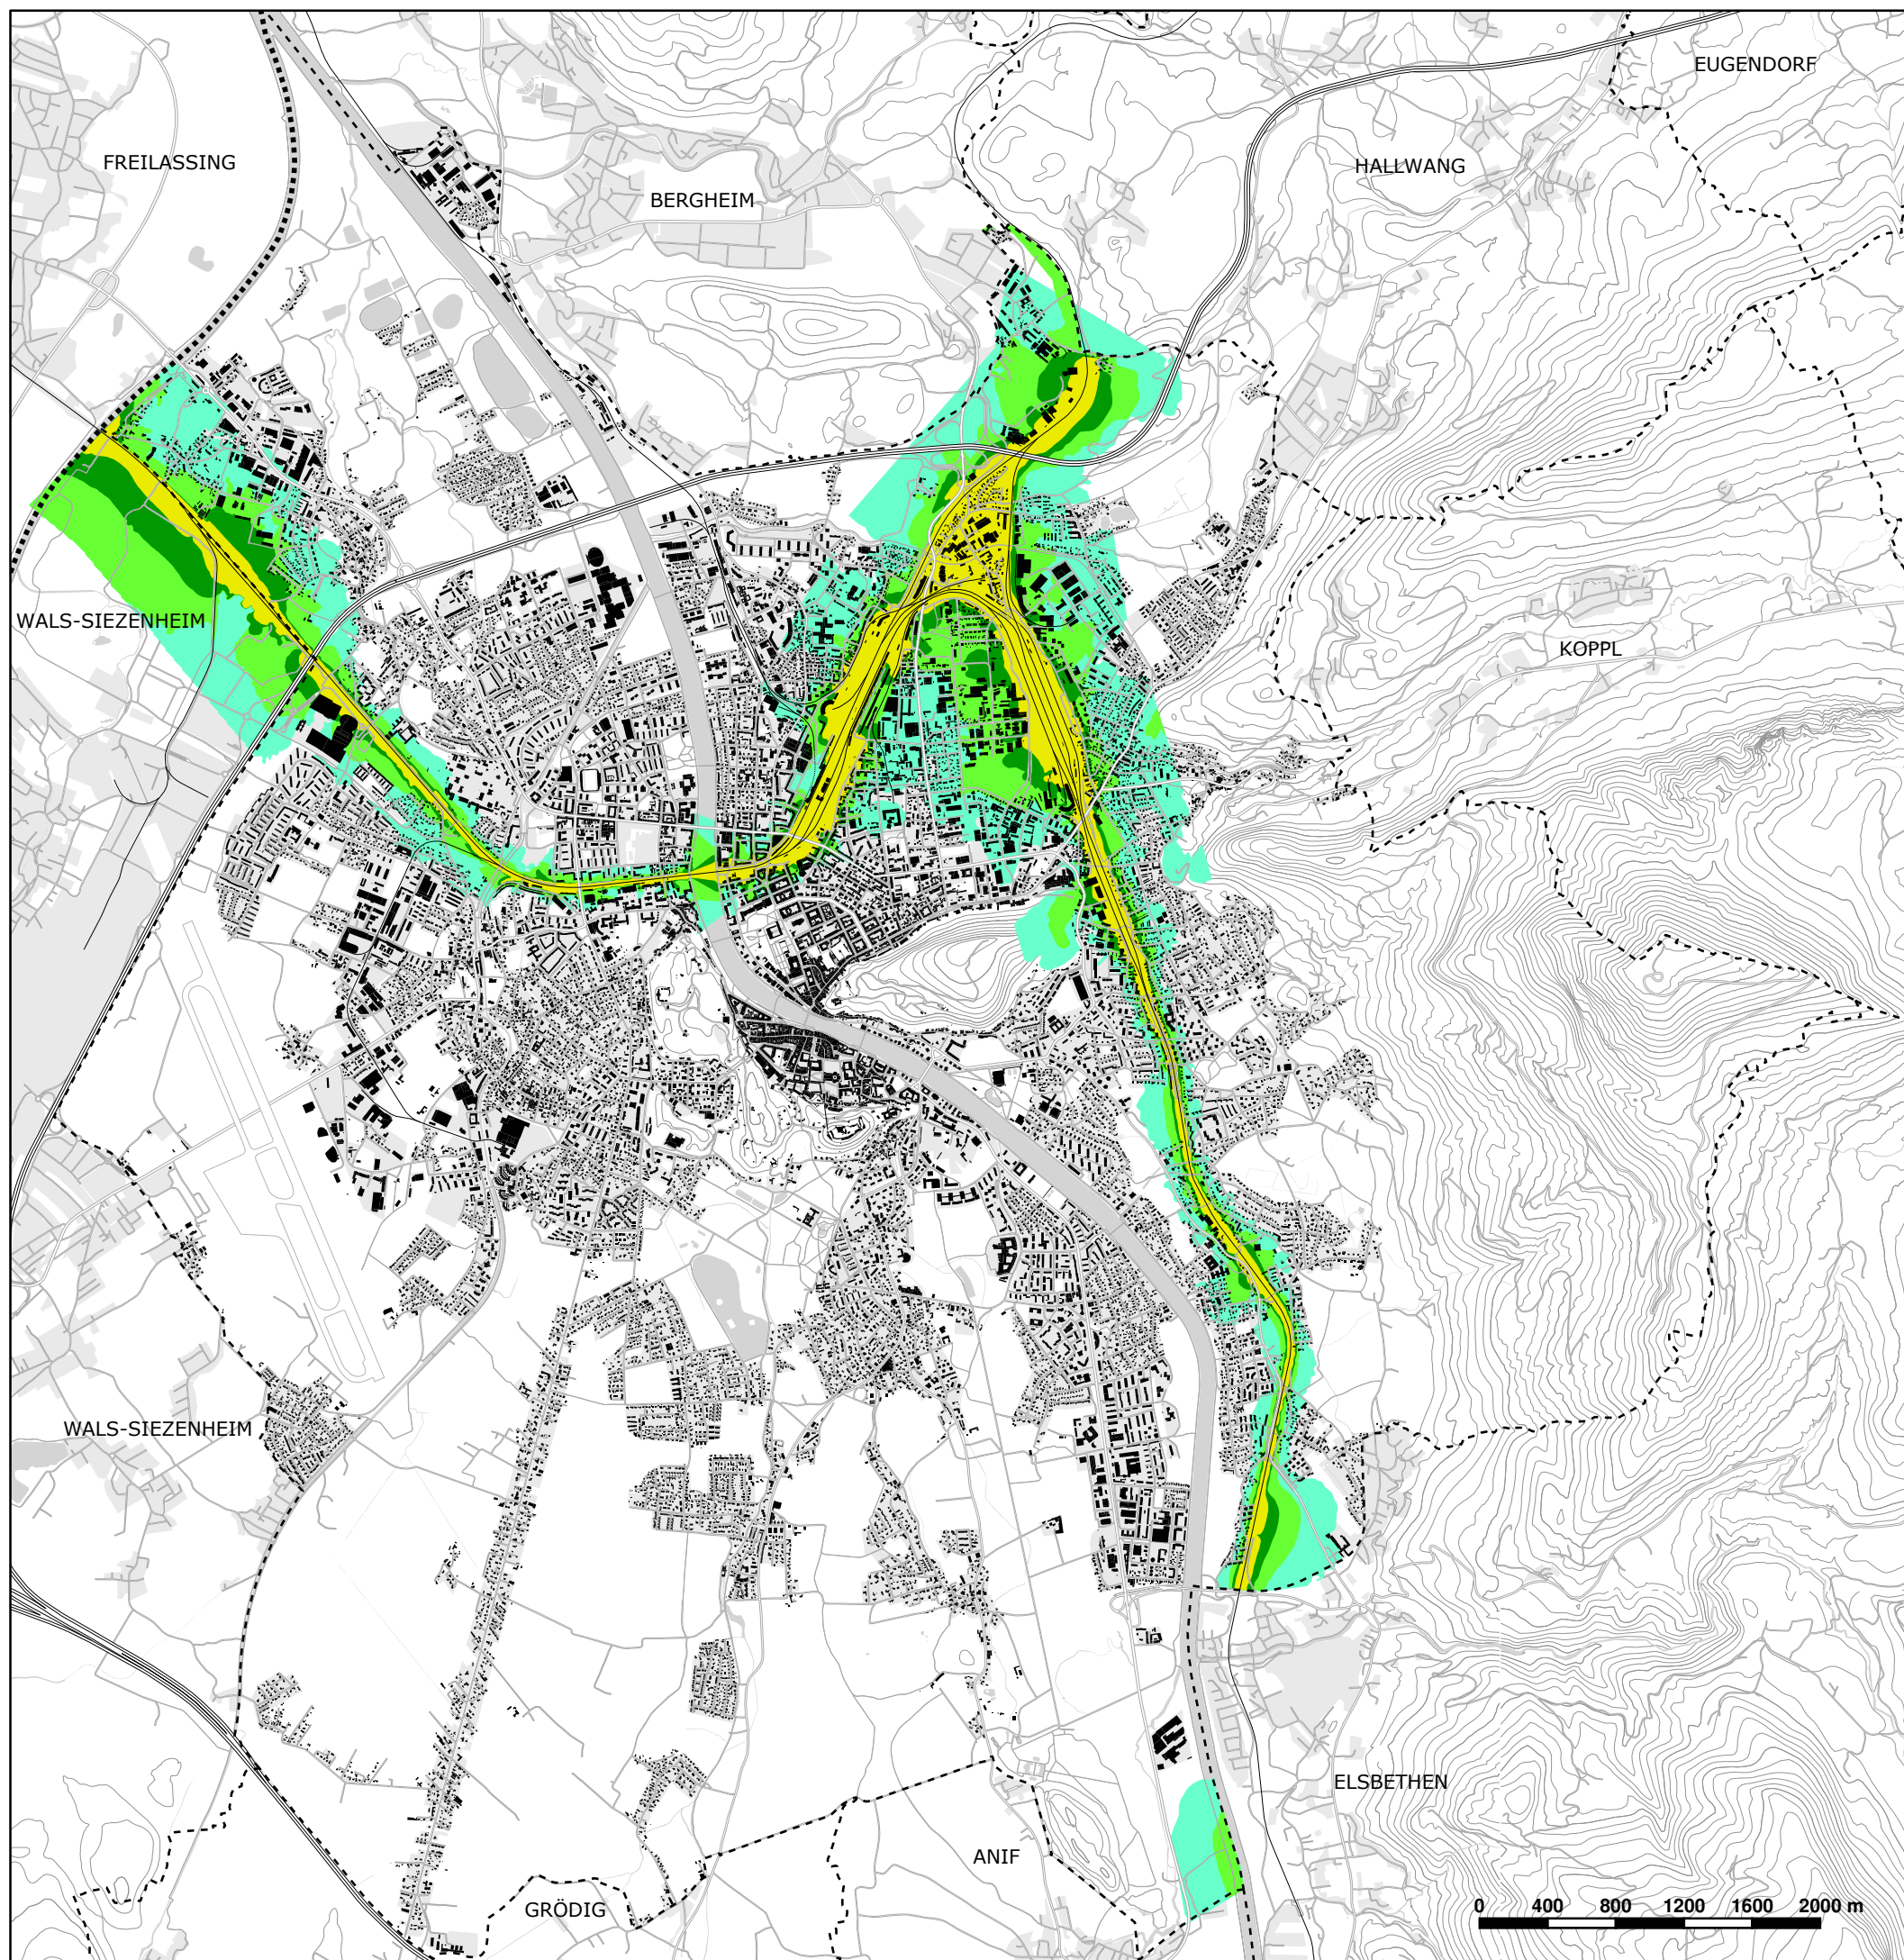 EUGENDORF
FREILASSING
HALLWANG
BERGHEIM
WALS-SIEZENHEIM
KOPPL
WALS-SIEZENHEIM
ELSBETHEN
ANIF
GRÖDIG
0 400 800 1200 1600 2000 m